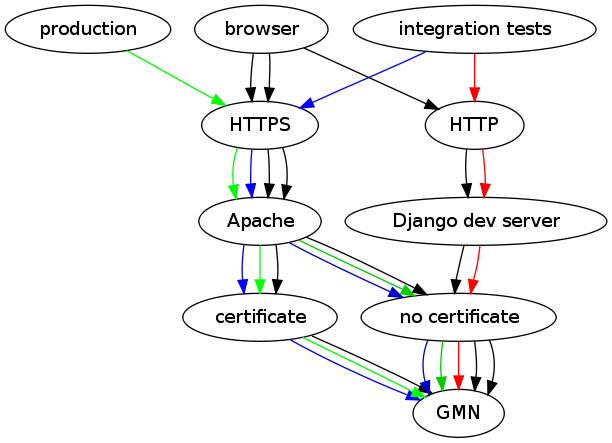 production
browser
integration tests
HTTPS
HTTP
Apache
Django dev server
certificate
no certificate
GMN